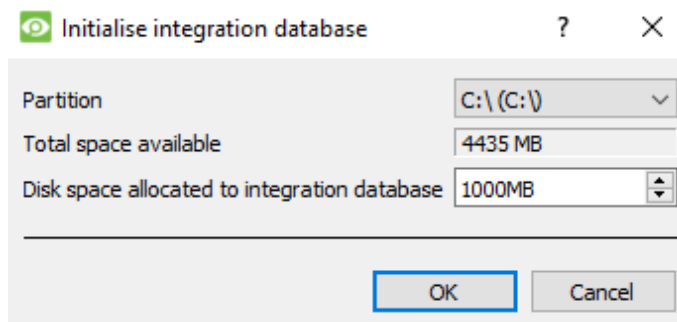 Initialise integration database ?
Partition C:\ (C:\)
Total space available 4435 MB
Disk space allocated to integration database 1000MB
OK Cancel